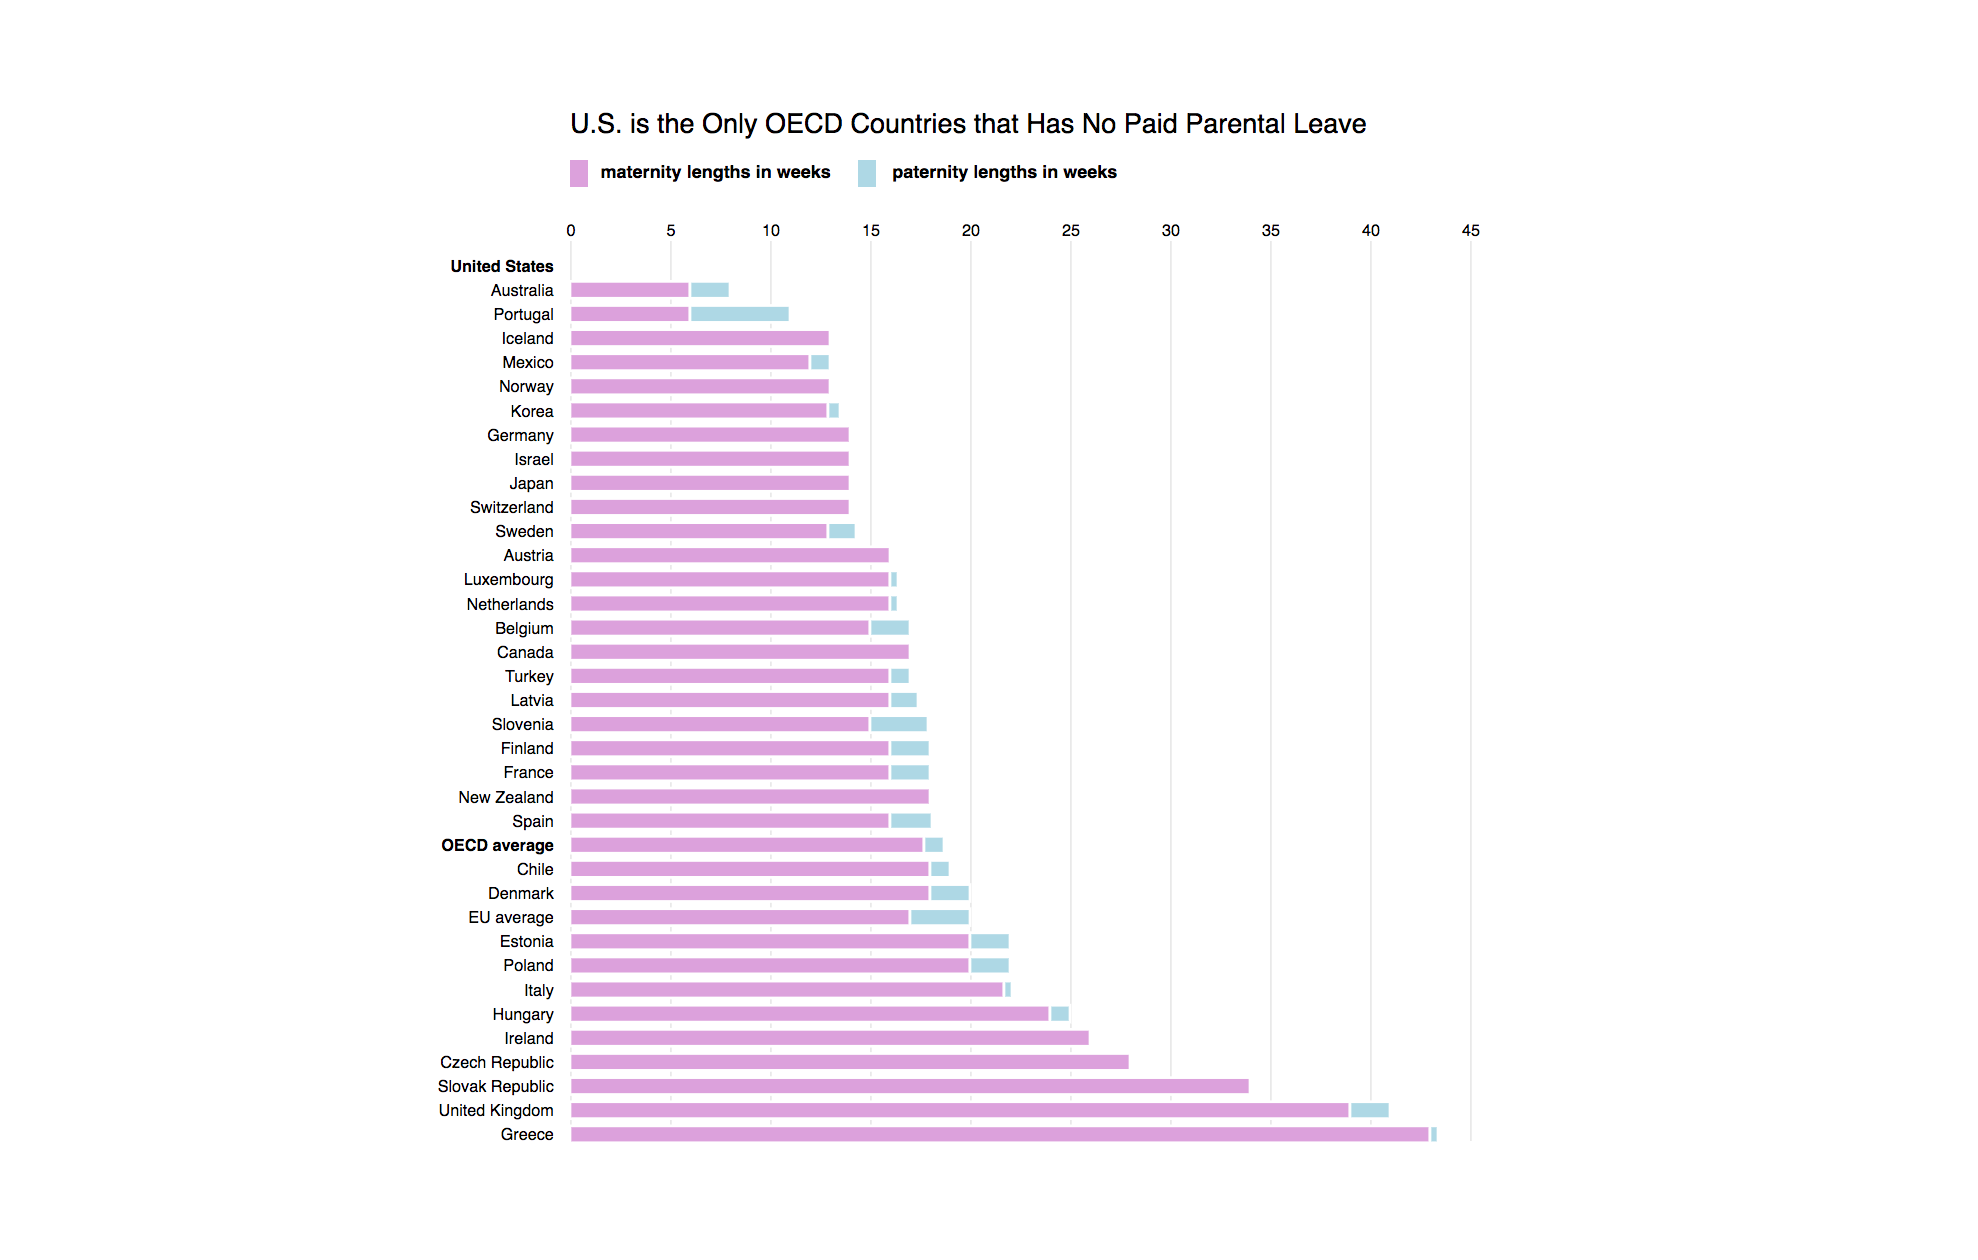 U.S. is the Only OECD Countries that Has No Paid Parental Leave
maternity lengths in weeks paternity lengths in weeks
0 5 10 15 20 25 30 35 40 45
United States
Australia
Portugal
Iceland
Mexico
Norway
Korea
Germany
Israel
Japan
Switzerland
Sweden
Austria
Luxembourg
Netherlands
Belgium
Canada
Turkey
Latvia
Slovenia
Finland
France
New Zealand
Spain
OECD average
Chile
Denmark
EU average
Estonia
Poland
Italy
Hungary
Ireland
Czech Republic
Slovak Republic
United Kingdom
Greece